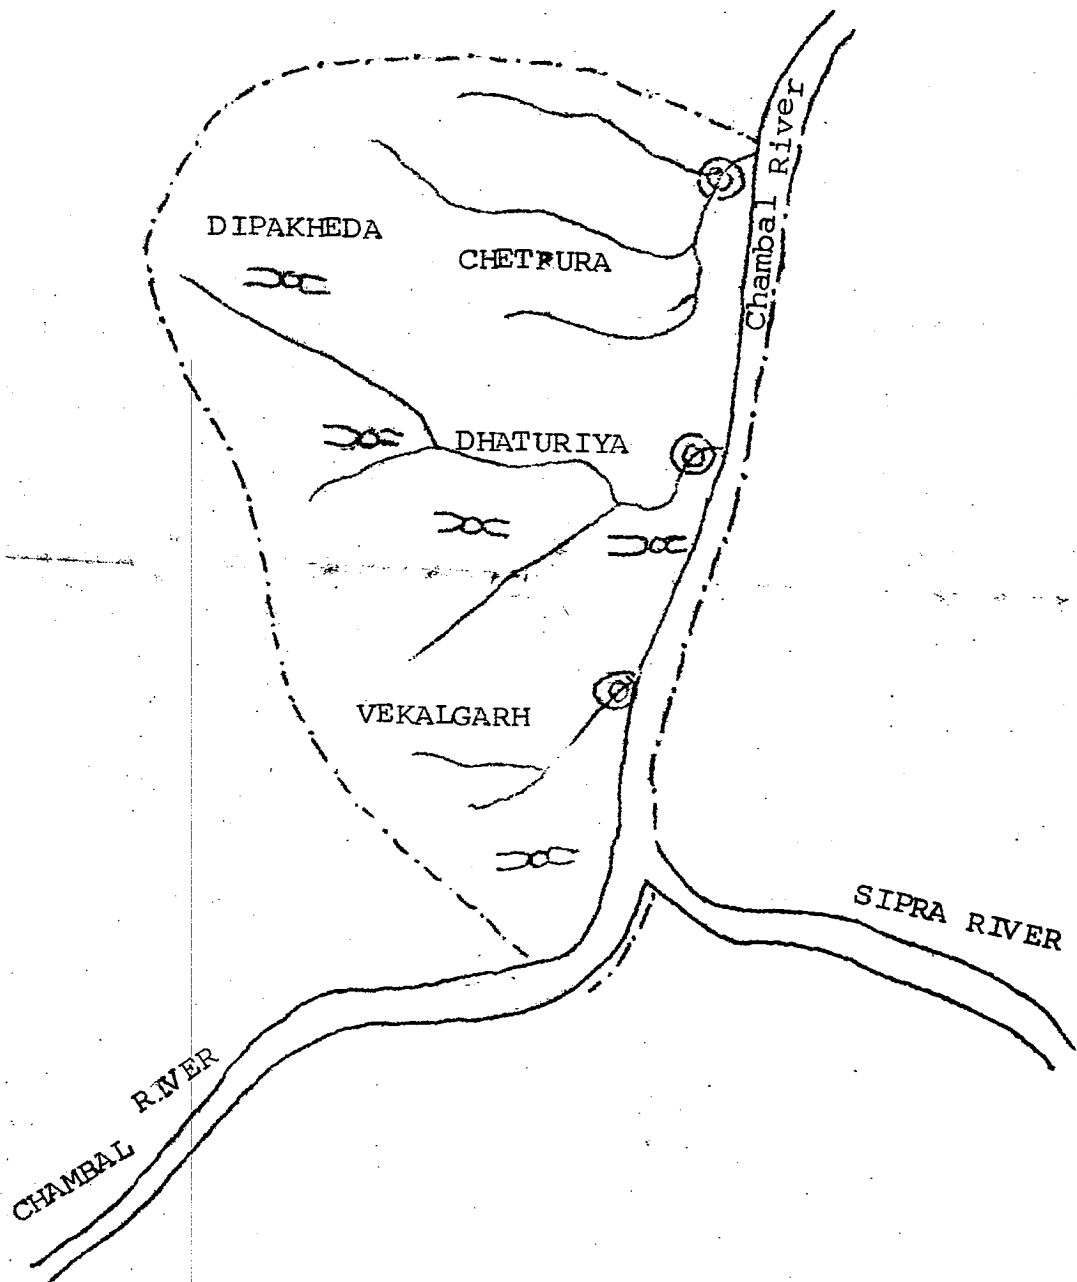 Chambal River
DIPAKHEDA
CHETPURA
DHATURIYA
VEKALGARH
SIPRA RIVER
CHAMBAL RIVER